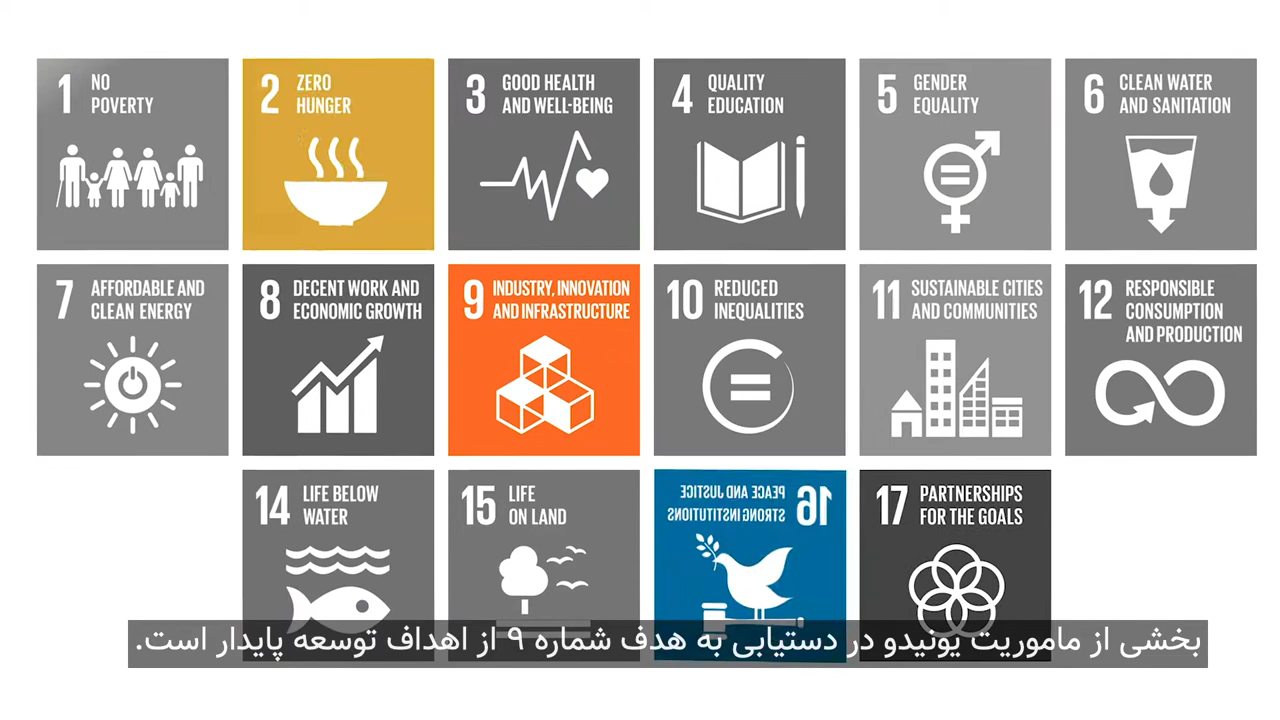 1 NO
POVERTY
2 ZERO
HUNGER
3 GOOD HEALTH
AND WELL-BEING
4 QUALITY
EDUCATION
5 GENDER
EQUALITY
6 CLEAN WATER
AND SANITATION
7 AFFORDABLE AND
CLEAN ENERGY
8 DECENT WORK AND
ECONOMIC GROWTH
9 INDUSTRY, INNOVATION
AND INFRASTRUCTURE
10 REDUCED
INEQUALITIES
11 SUSTAINABLE CITIES
AND COMMUNITIES
12 RESPONSIBLE
CONSUMPTION
AND PRODUCTION
14 LIFE BELOW
WATER
15 LIFE
ON LAND
16 PEACE AND JUSTICE
STRONG INSTITUTIONS
17 PARTNERSHIPS
FOR THE GOALS
بخشی از ماموریت یونیدو در دستیابی به هدف شماره ۹ از اهداف توسعه پایدار است.